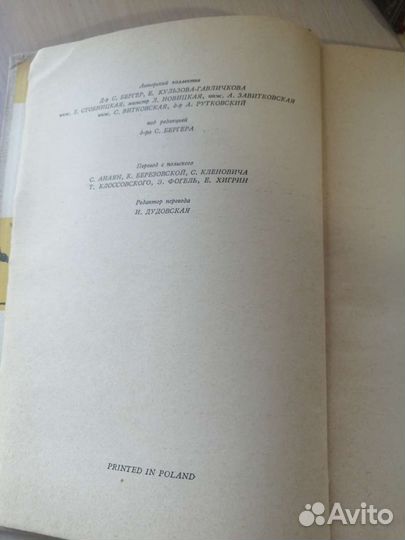 Авторский коллектив
Д-р С. БЕРГЕР, Е. КУЛЬЗОВА-ГАВЛИЧКОВА
инж. Е. СТОБНИЦКАЯ, магистр Л. НОВИЦКАЯ, инж. А. ЗАВИТКОВСКАЯ
инж. С. ВИТКОВСКАЯ, д-р А. РУТКОВСКИЙ
под редакцией
д-ра С. БЕРГЕРА
Перевод с польского
С. АНАЯН, К. БЕРЕЗОВСКОЙ, С. КЛЕНОВИЧА
Т. КЛОССОВСКОГО, Э. ФОГЕЛЬ, Е. ХИГРИН
Редактор перевода
И. ДУДОВСКАЯ
PRINTED IN POLAND
Avito